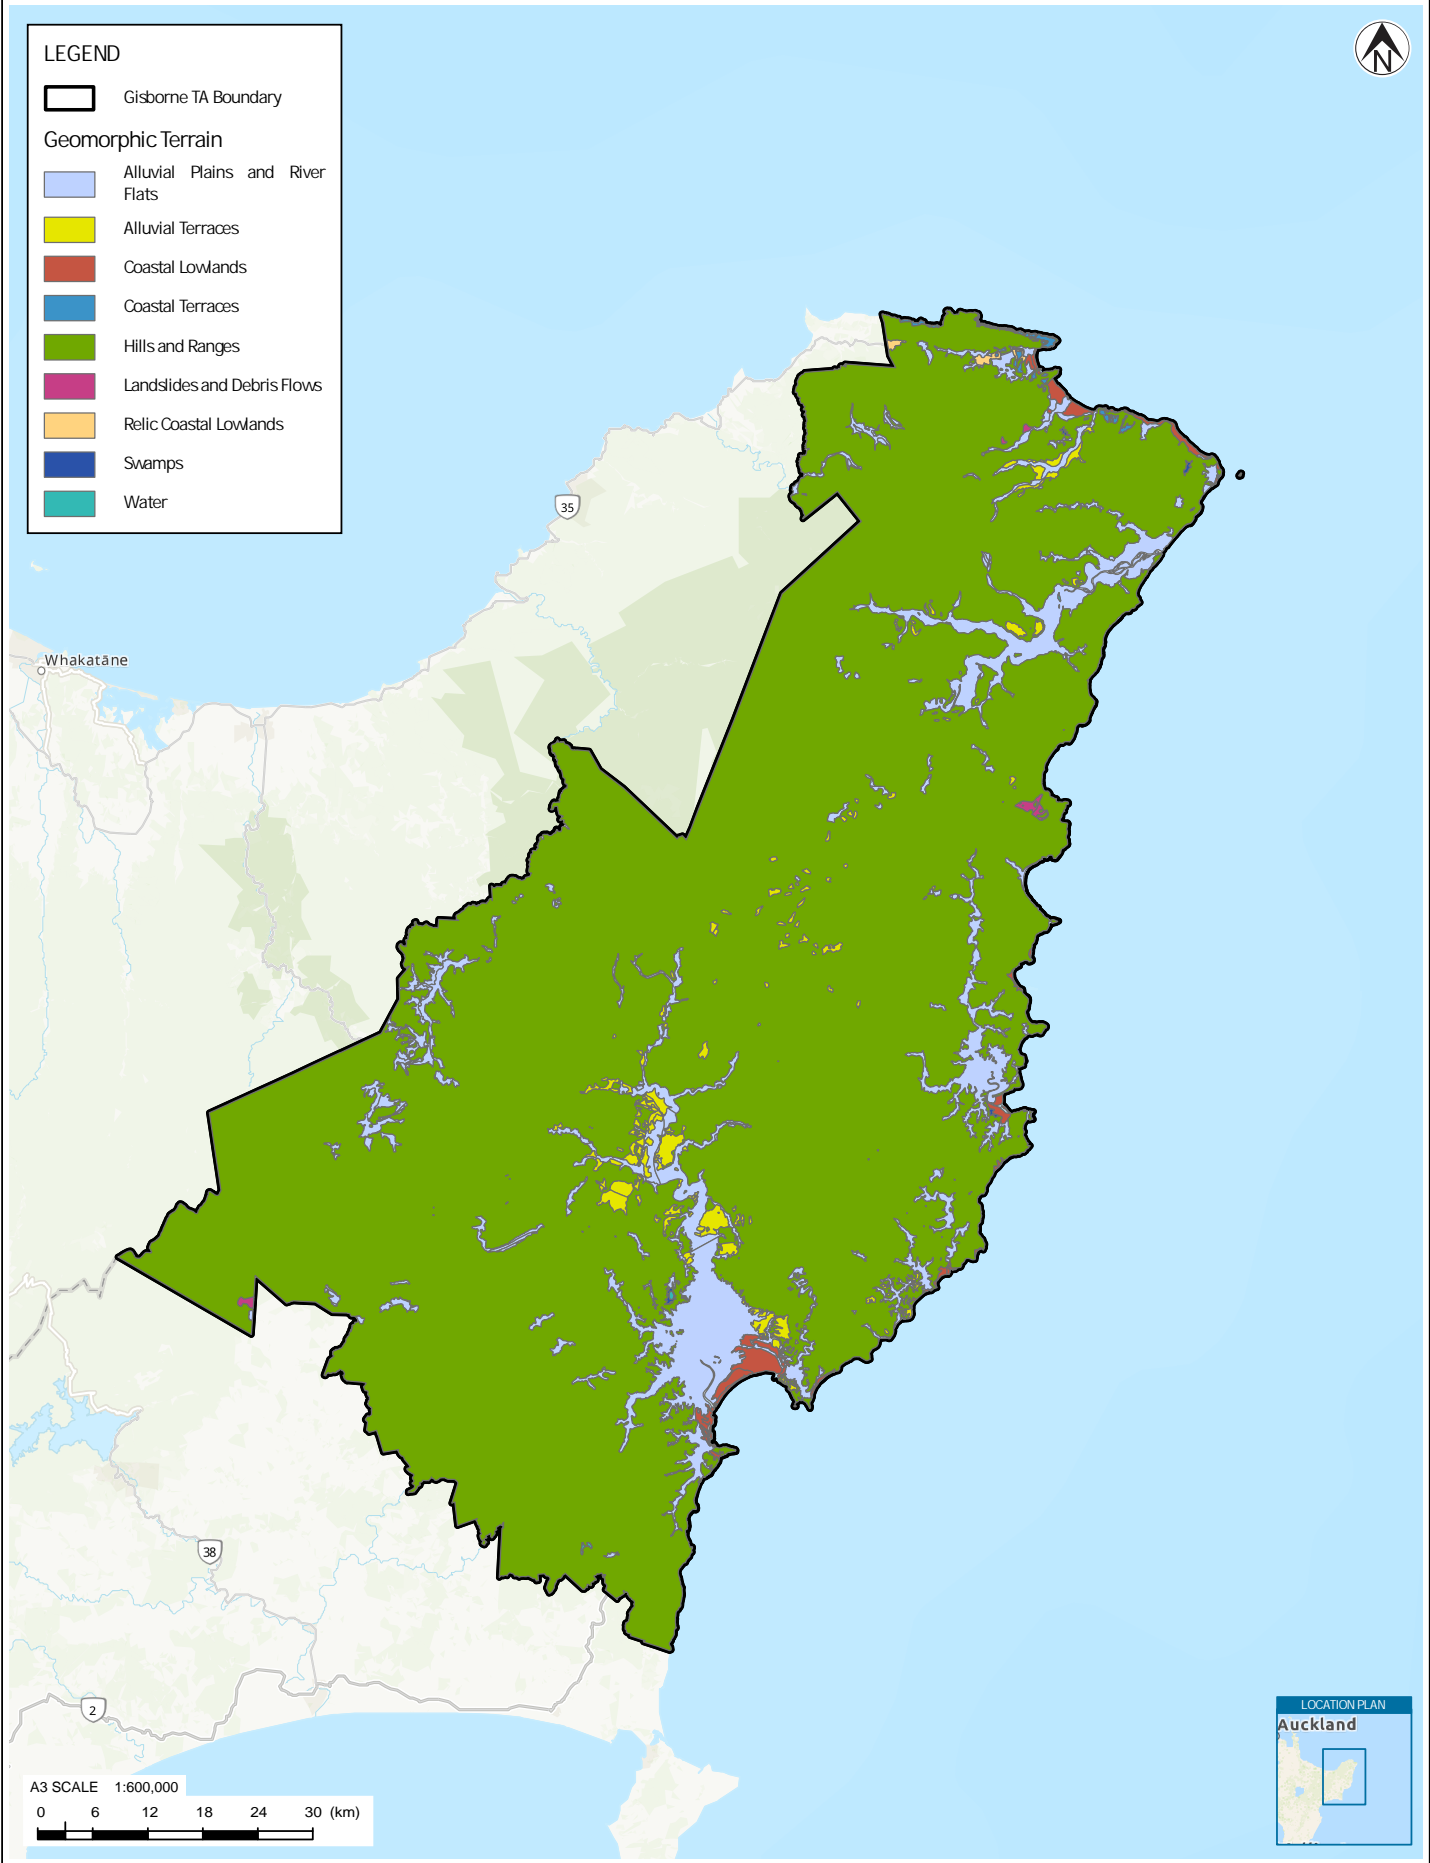 LEGEND
Gisborne TA Boundary
Geomorphic Terrain
Alluvial Plains and River
Flats
Alluvial Terraces
Coastal Lowlands
Coastal Terraces
Hills and Ranges
Landslides and Debris Flows
Relic Coastal Lowlands
Swamps
Water
N
35
Whakatāne
38
2
A3 SCALE 1:600,000
0 6 12 18 24 30 (km)
LOCATION PLAN
Auckland